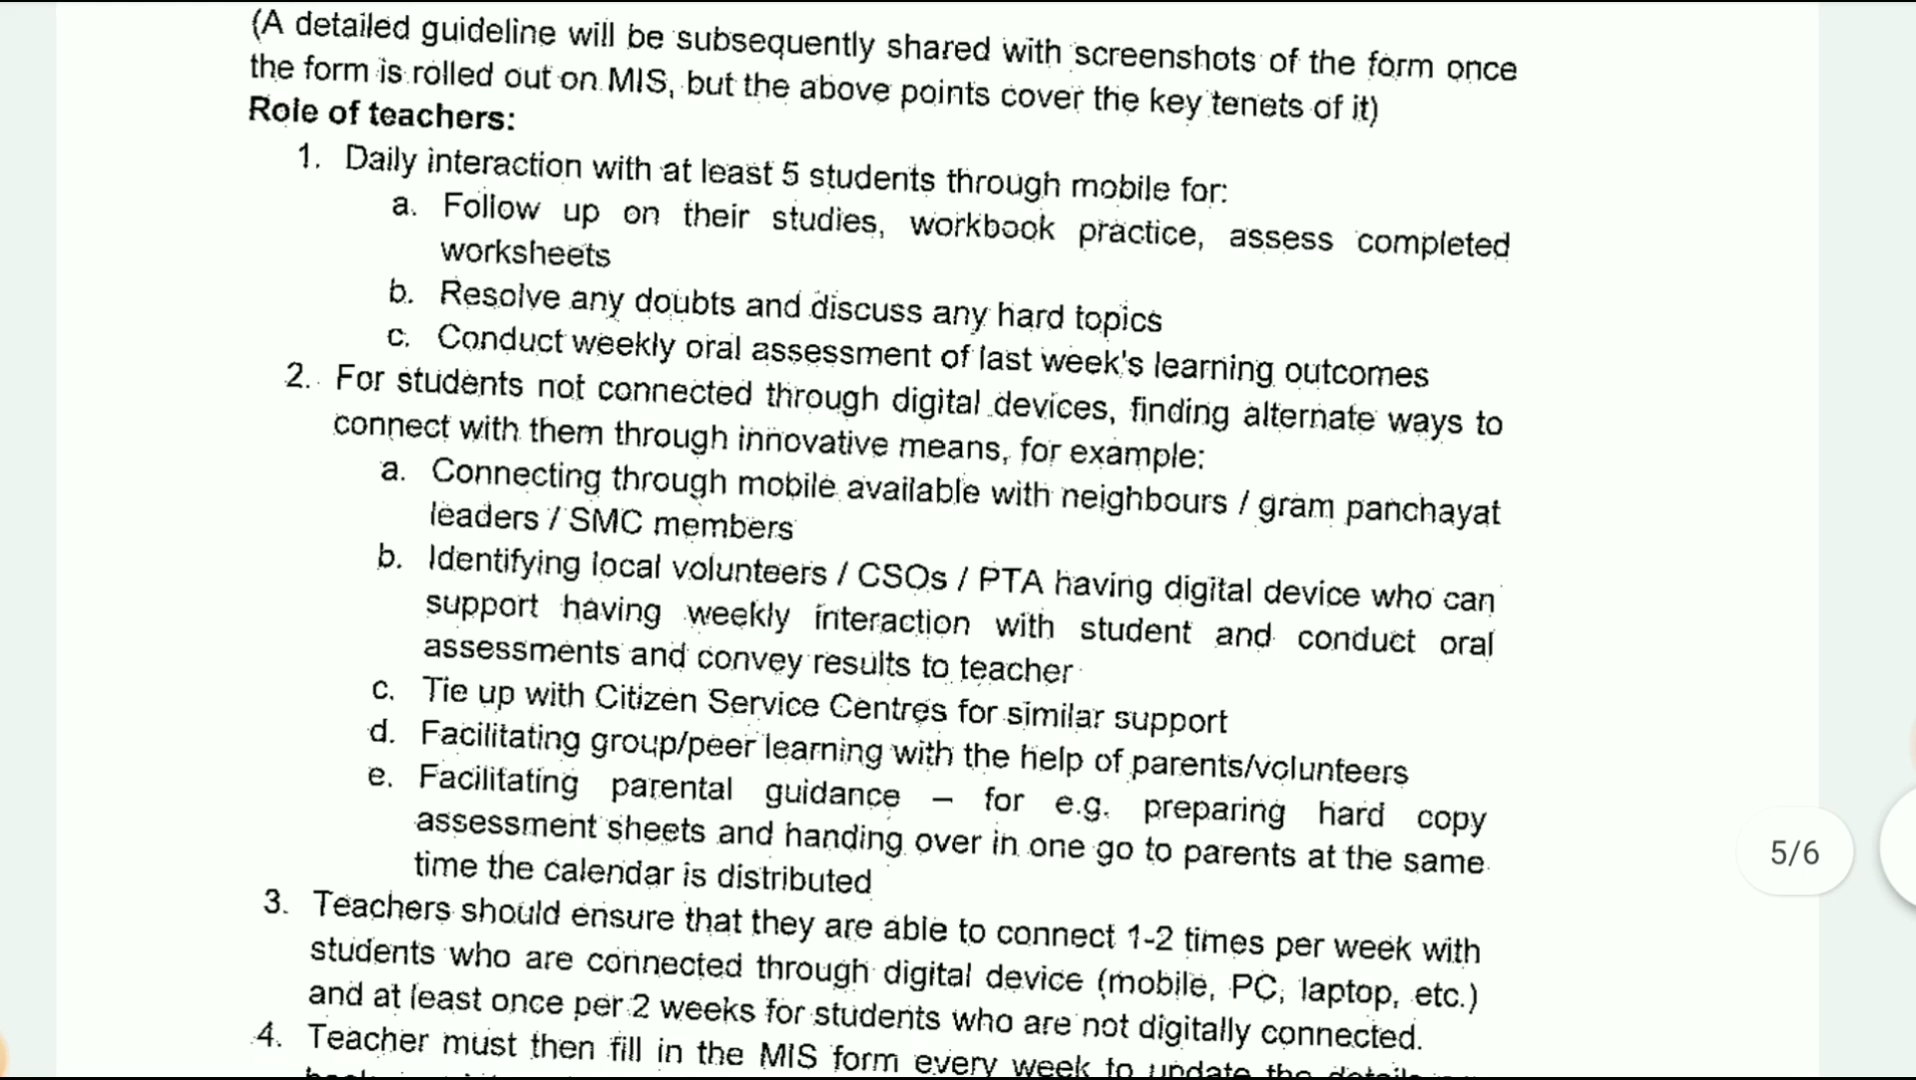 (A detailed guideline will be subsequently shared with screenshots of the form once
the form is rolled out on MIS, but the above points cover the key tenets of it)
Role of teachers:
1. Daily interaction with at least 5 students through mobile for:
a. Follow up on their studies, workbook practice, assess completed
worksheets
b. Resolve any doubts and discuss any hard topics
c. Conduct weekly oral assessment of last week's learning outcomes
2. For students not connected through digital devices, finding alternate ways to
connect with them through innovative means, for example:
a. Connecting through mobile available with neighbours / gram panchayat
leaders / SMC members
b. Identifying local volunteers / CSOs / PTA having digital device who can
support having weekly interaction with student and conduct oral
assessments and convey results to teacher
c. Tie up with Citizen Service Centres for similar support
d. Facilitating group/peer learning with the help of parents/volunteers
e. Facilitating parental guidance – for e.g. preparing hard copy
assessment sheets and handing over in one go to parents at the same
time the calendar is distributed
3. Teachers should ensure that they are able to connect 1-2 times per week with
students who are connected through digital device (mobile, PC, laptop, etc.)
and at least once per 2 weeks for students who are not digitally connected.
4. Teacher must then fill in the MIS form every week to update the details
5/6